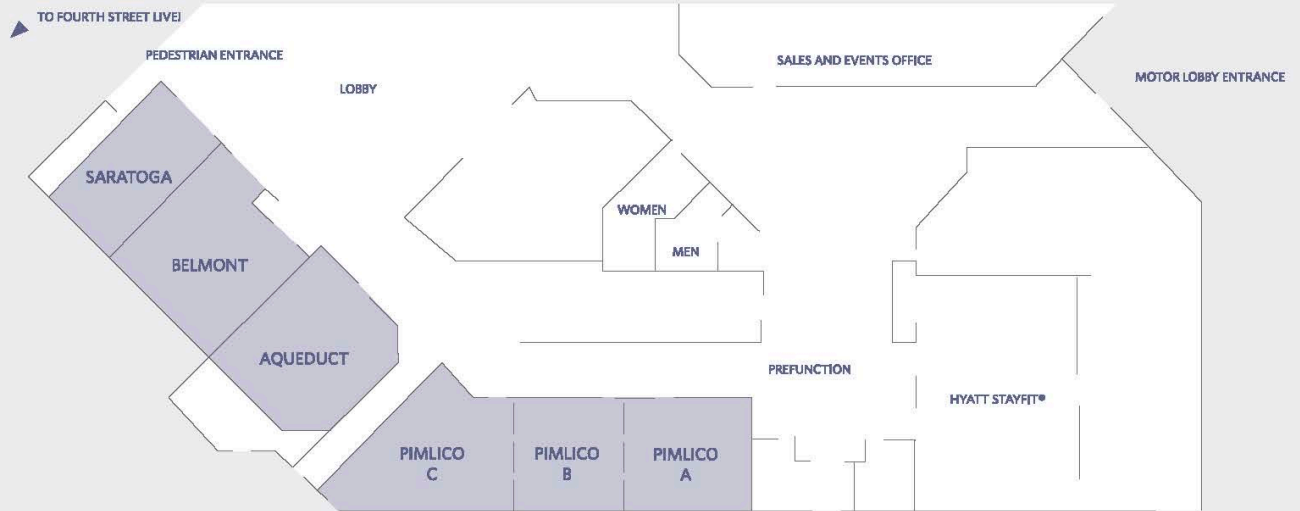 TO FOURTH STREET LIVE!
PEDESTRIAN ENTRANCE
LOBBY
SALES AND EVENTS OFFICE
MOTOR LOBBY ENTRANCE
SARATOGA
WOMEN
MEN
BELMONT
AQUEDUCT
PREFUNCTION
HYATT STAYFIT®
PIMLICO
C
PIMLICO
B
PIMLICO
A